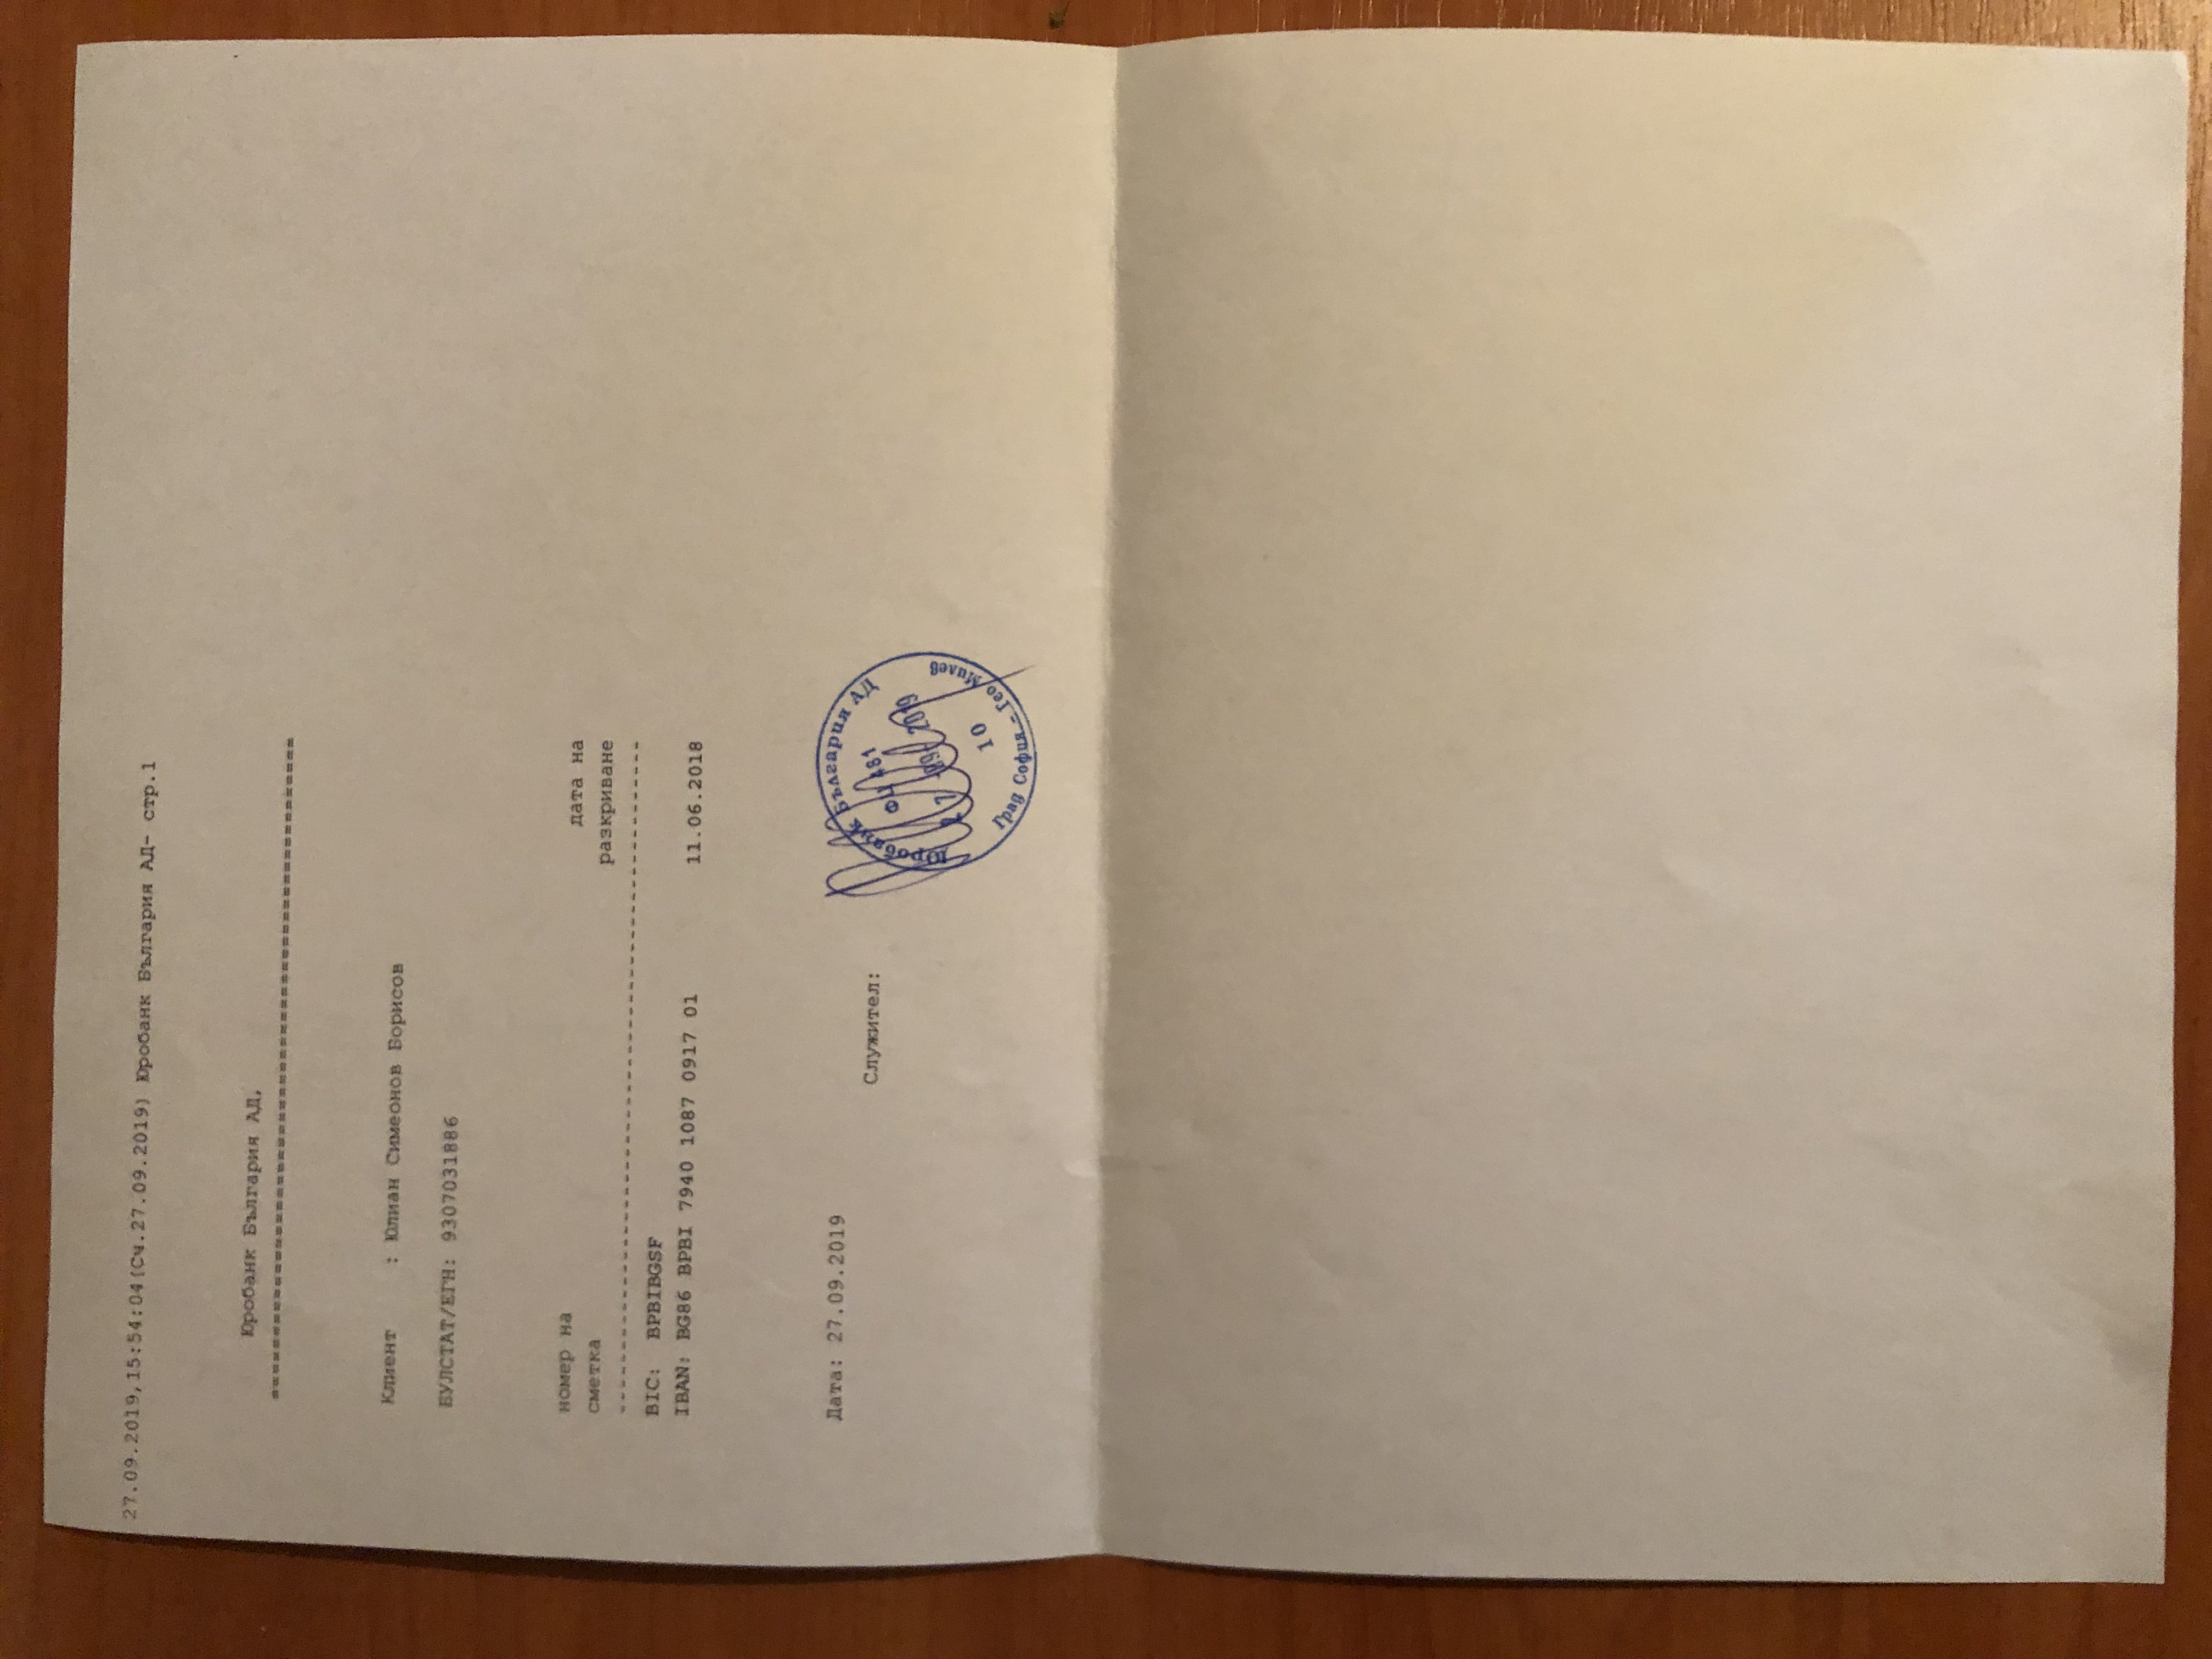 27.09.2019,15:54:04(Сч.27.09.2019) Юробанк България АД- стр.1
Юробанк България АД,
=====================================================
Клиент : Юлиан Симеонов Борисов
БУЛСТАТ/ЕГН: 9307031886
номер на дата на
сметка разкриване
-----------------------------------------------------
BIC: BPBIBGSF
IBAN: BG86 BPBI 7940 1087 0917 01 11.06.2018
Дата: 27.09.2019
Служител:
Юробанк България АД
481
27 -09- 2019
10
Град София - Гео Милев